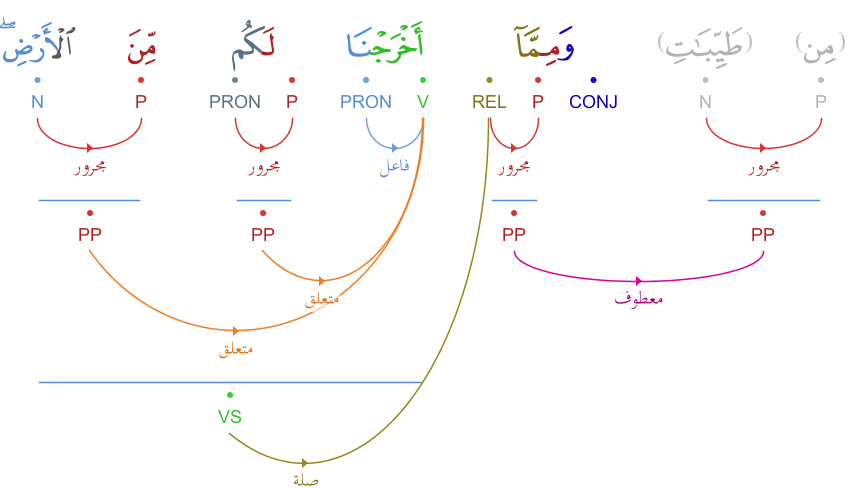 (مِن) (طَيِّبَـٰتِ) وَمِمَّآ أَخْرَجْنَا لَكُم مِّنَ ٱلْأَرْضِ ۖ
N P PRON P PRON V REL P CONJ N P
مجرور مجرور فاعل مجرور مجرور
PP PP PP PP
متعلق معطوف
متعلق
VS
صلة